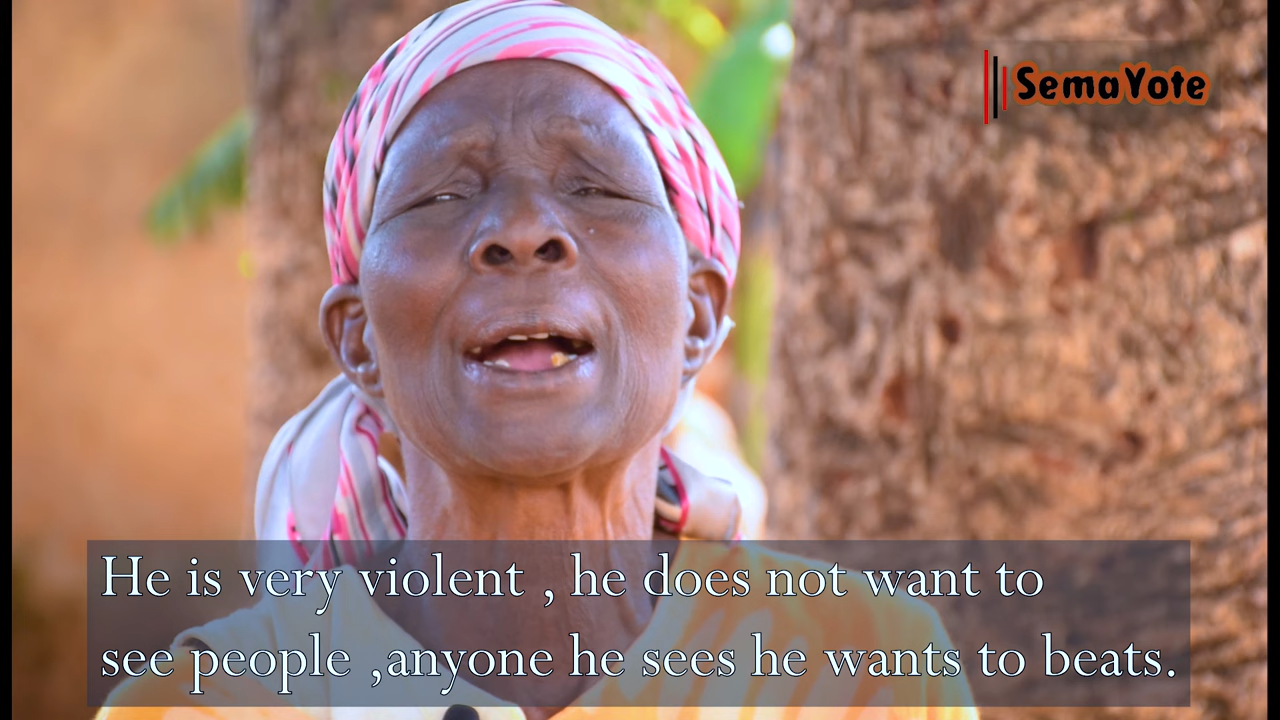 SemaYote
He is very violent , he does not want to
see people ,anyone he sees he wants to beats.